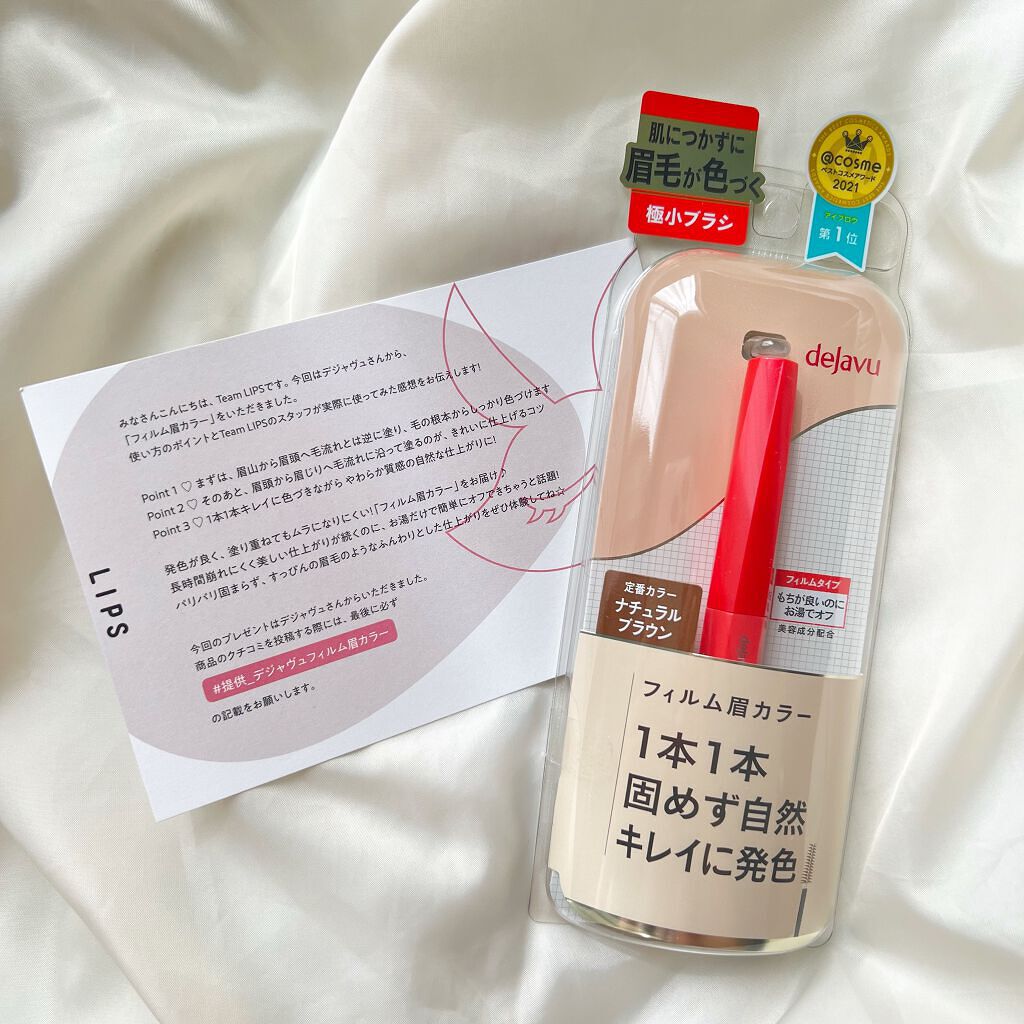 みなさんこんにちは、Team LIPSです。今回はデジャヴュさんから、
「フィルム眉カラー」をいただきました。
使い方のポイントとTeam LIPSのスタッフが実際に使ってみた感想をお伝えします!
Point 1 ♡ まずは、眉山から眉頭へ毛流れとは逆に塗り、毛の根本からしっかり色づけます
Point 2 ♡ そのあと、眉頭から眉じりへ毛流れに沿って塗るのが、きれいに仕上げるコツ
Point 3 ♡ 1本1本キレイに色づきながら やわらか質感の自然な仕上がりに!
発色が良く、塗り重ねてもムラになりにくい!「フィルム眉カラー」をお届け♪
長時間崩れにくく美しい仕上がりが続くのに、お湯だけで簡単にオフできちゃうと話題!
パリパリ固まらず、すっぴんの眉毛のようなふんわりとした仕上がりをぜひ体験してね☆
今回のプレゼントはデジャヴュさんからいただきました。
商品のクチコミを投稿する際には、最後に必ず
#提供_デジャヴュフィルム眉カラー
の記載をお願いします。
LIPS
肌につかずに
眉毛が色づく
極小ブラシ
@cosme
ベストコスメアワード
2021
アイブロウ
第1位
dejavu
定番カラー
ナチュラル
ブラウン
フィルムタイプ
もちが良いのに
お湯でオフ
美容成分配合
フィルム眉カラー
1本1本
固めず自然
キレイに発色